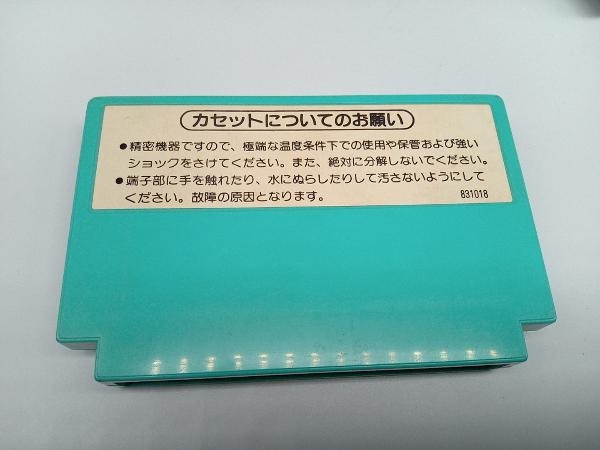 カセットについてのお願い
●精密機器ですので、極端な温度条件下での使用や保管および強い
ショックをさけてください。また、絶対に分解しないでください。
●端子部に手を触れたり、水にぬらしたりして汚さないようにして
ください。故障の原因となります。
831018